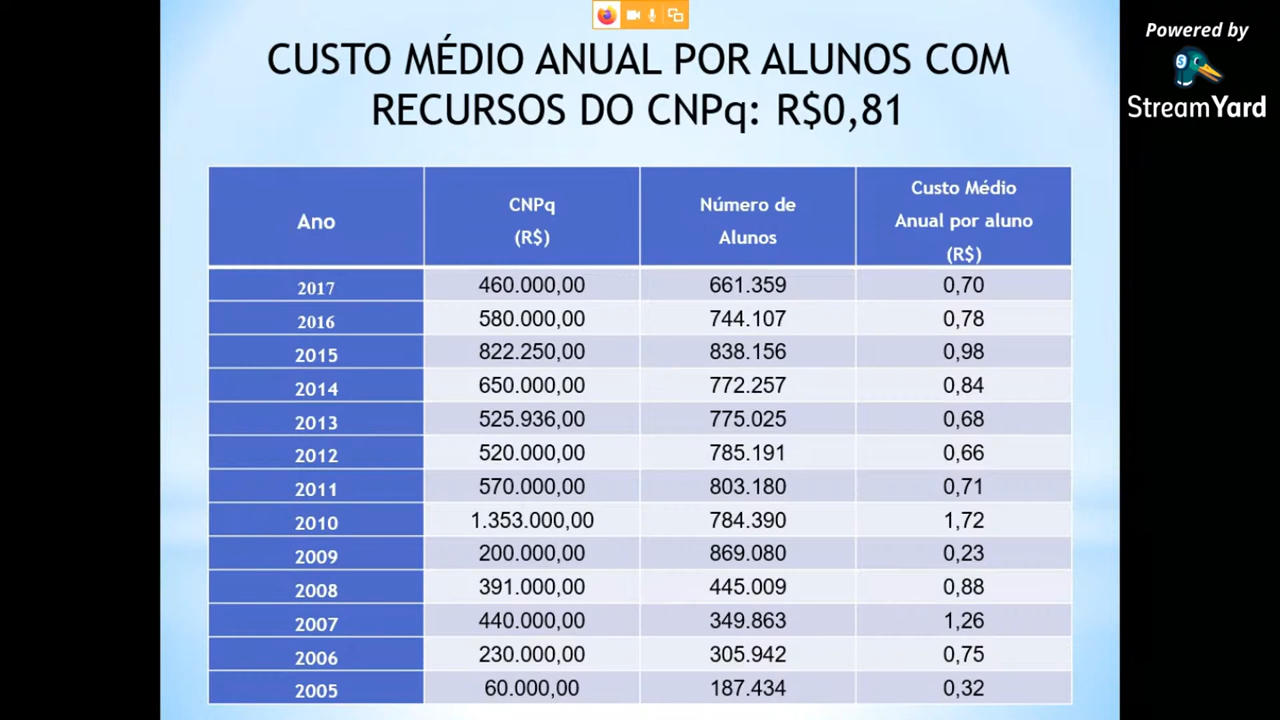 CUSTO MÉDIO ANUAL POR ALUNOS COM
RECURSOS DO CNPq: R$0,81
Powered by
StreamYard
Ano CNPq (R$) Número de Alunos Custo Médio Anual por aluno (R$)
2017 460.000,00 661.359 0,70
2016 580.000,00 744.107 0,78
2015 822.250,00 838.156 0,98
2014 650.000,00 772.257 0,84
2013 525.936,00 775.025 0,68
2012 520.000,00 785.191 0,66
2011 570.000,00 803.180 0,71
2010 1.353.000,00 784.390 1,72
2009 200.000,00 869.080 0,23
2008 391.000,00 445.009 0,88
2007 440.000,00 349.863 1,26
2006 230.000,00 305.942 0,75
2005 60.000,00 187.434 0,32